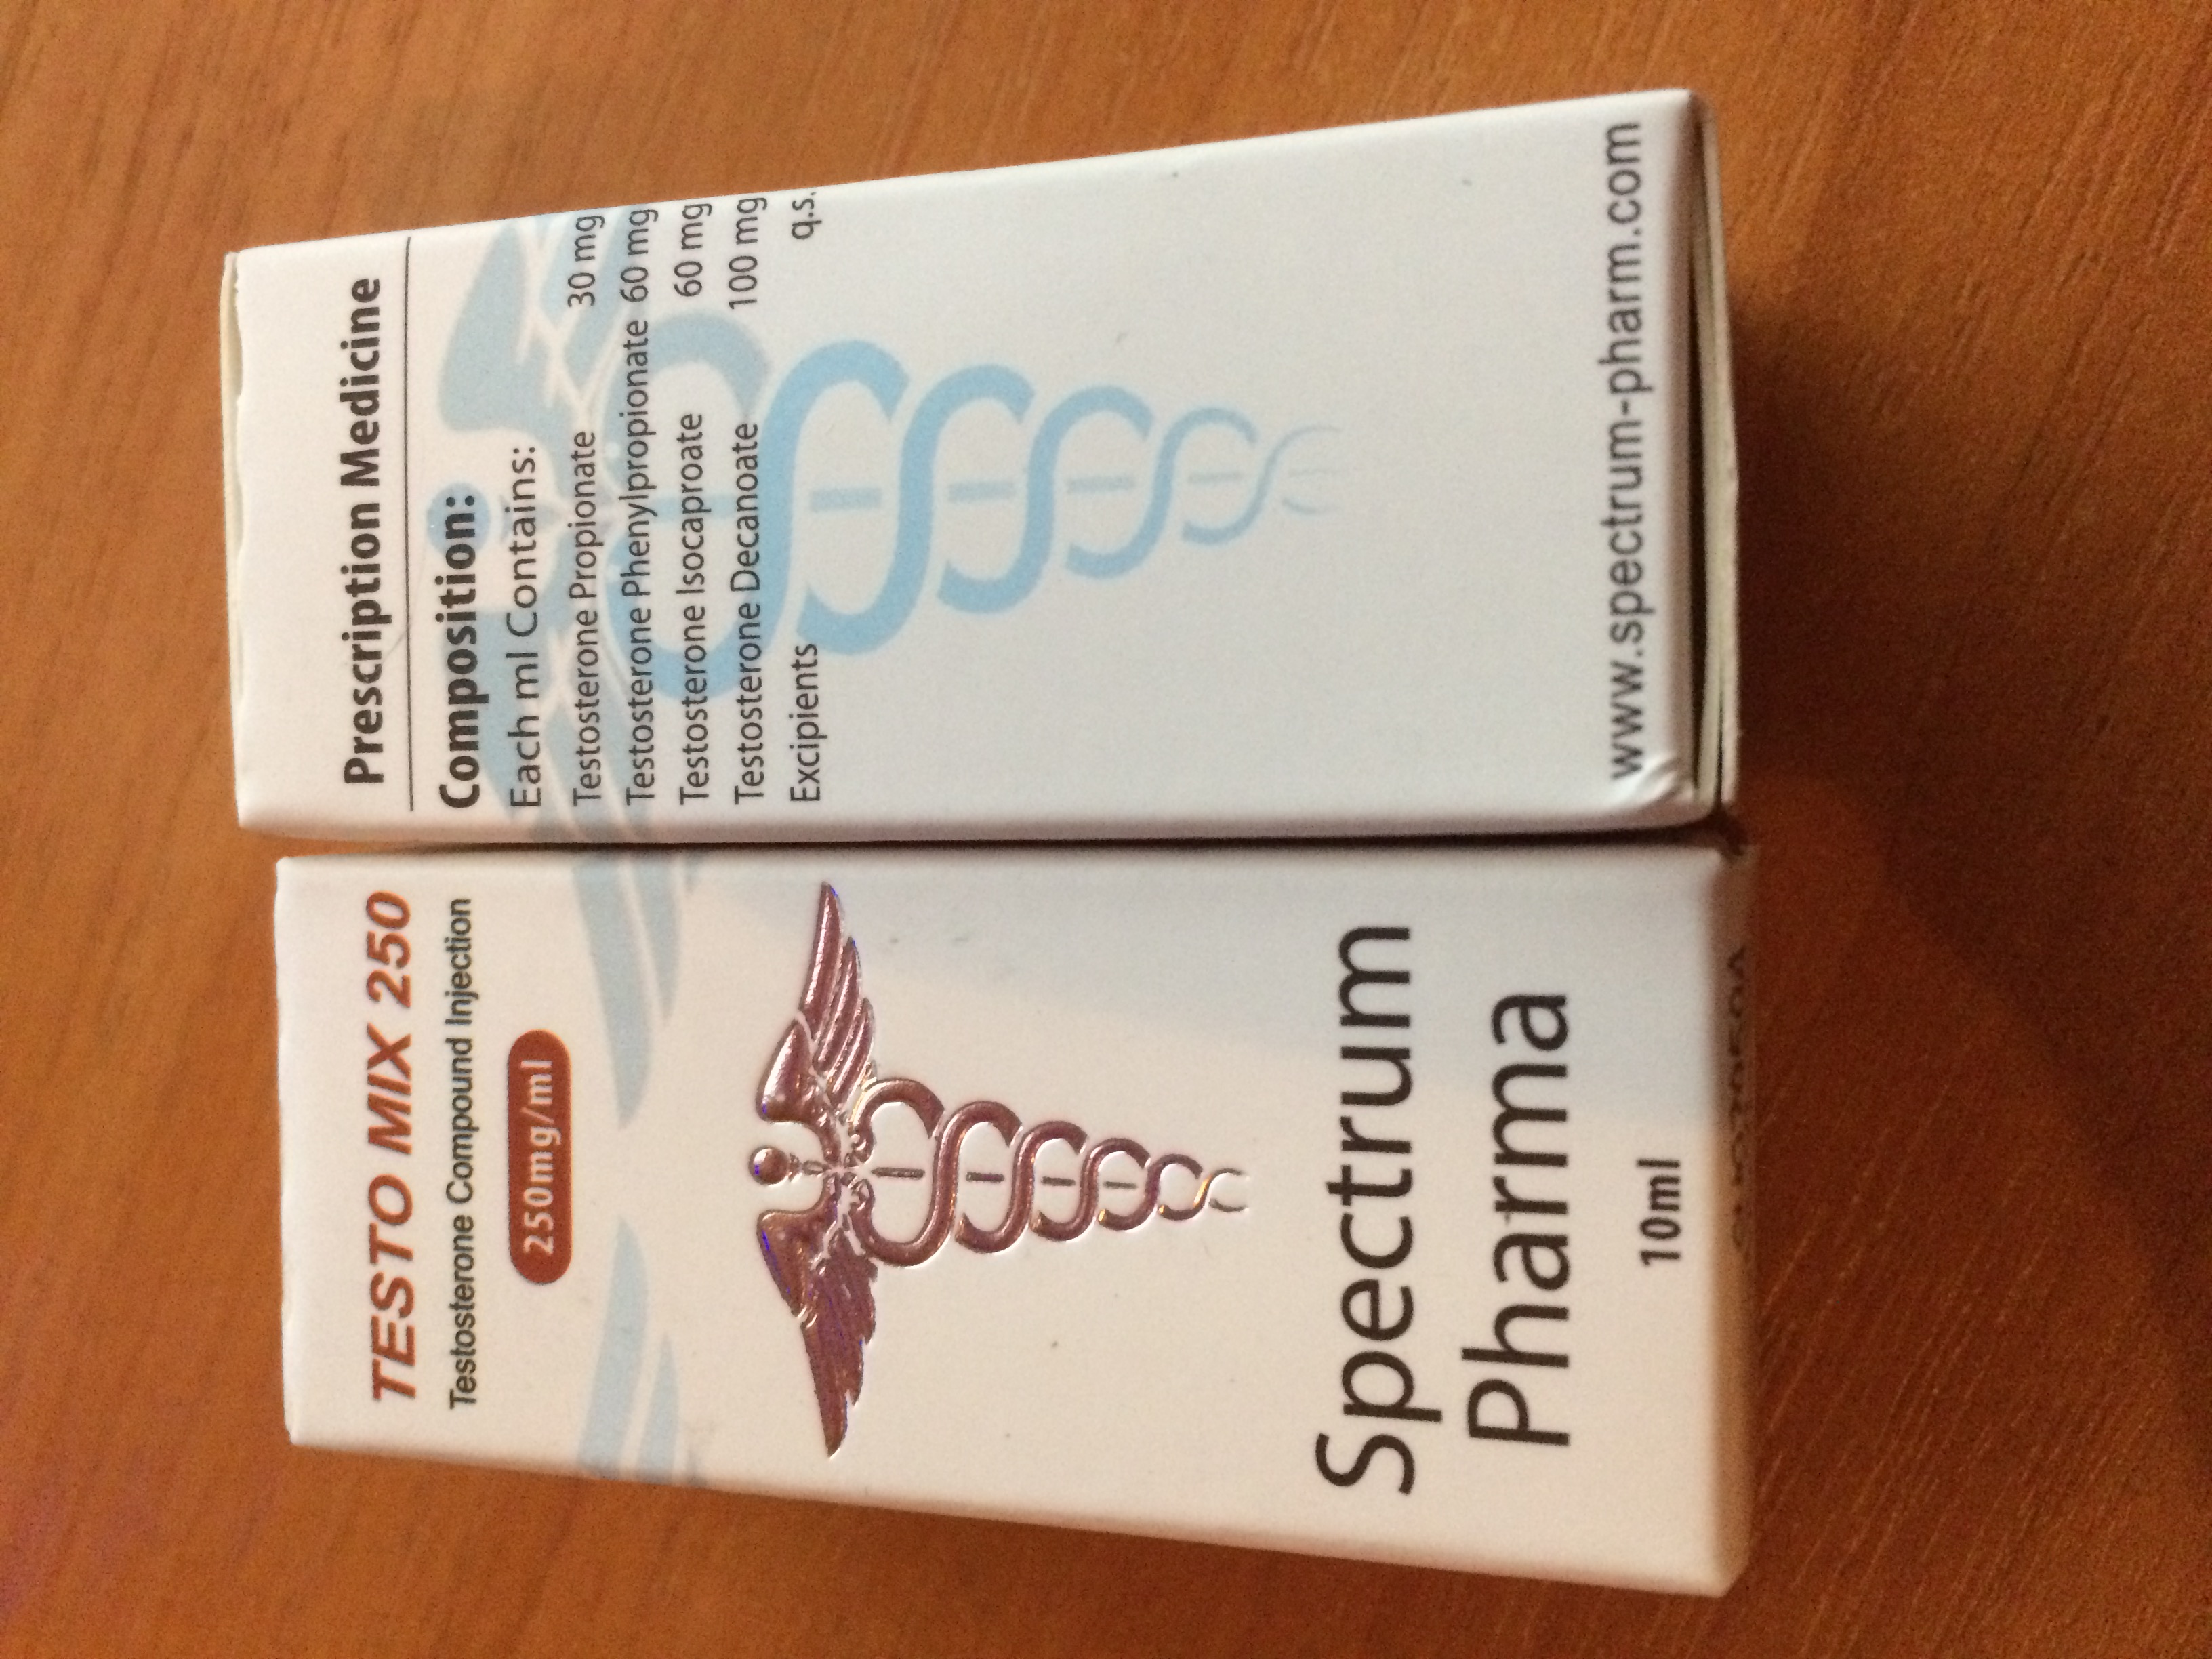 TESTO MIX 250
Testosterone Compound Injection
250mg/ml
Spectrum
Pharma
10ml
Prescription Medicine
Composition:
Each ml Contains:
Testosterone Propionate 30 mg
Testosterone Phenylpropionate 60 mg
Testosterone Isocaproate 60 mg
Testosterone Decanoate 100 mg
Excipients q.s.
www.spectrum-pharm.com